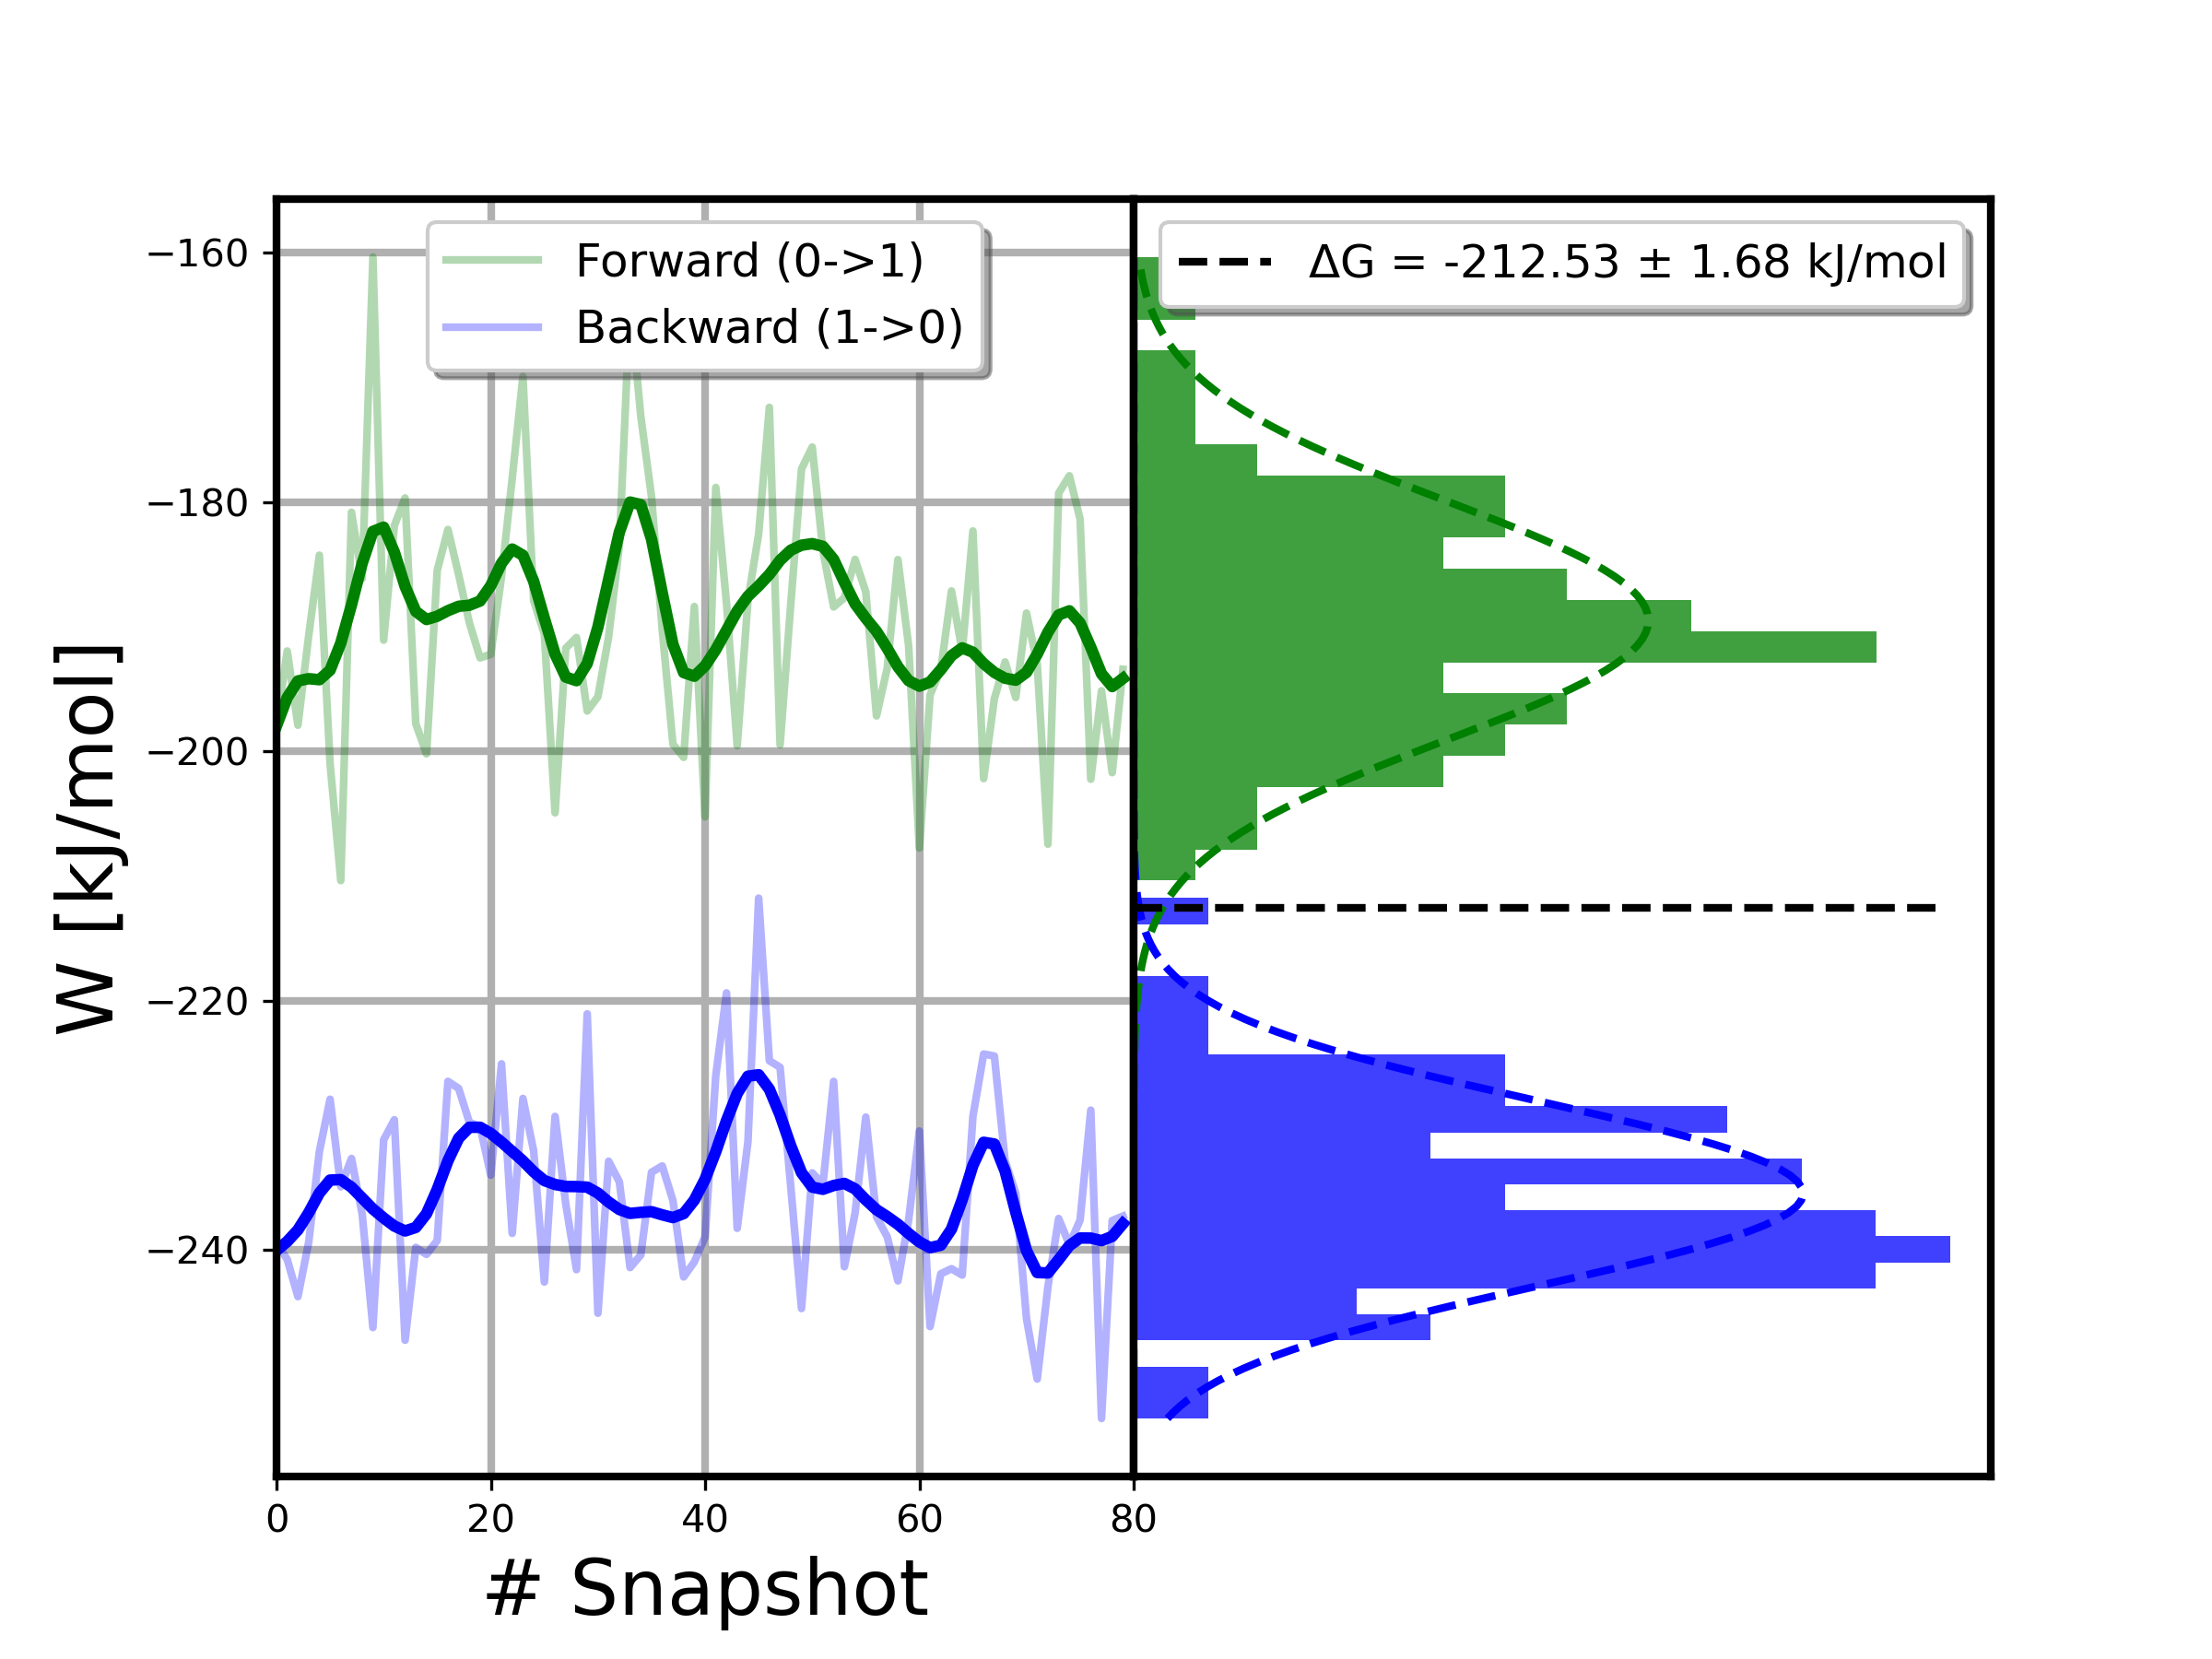 Forward (0->1)
Backward (1->0)
ΔG = -212.53 ± 1.68 kJ/mol
W [kJ/mol]
−160
−180
−200
−220
−240
0 20 40 60 80
# Snapshot